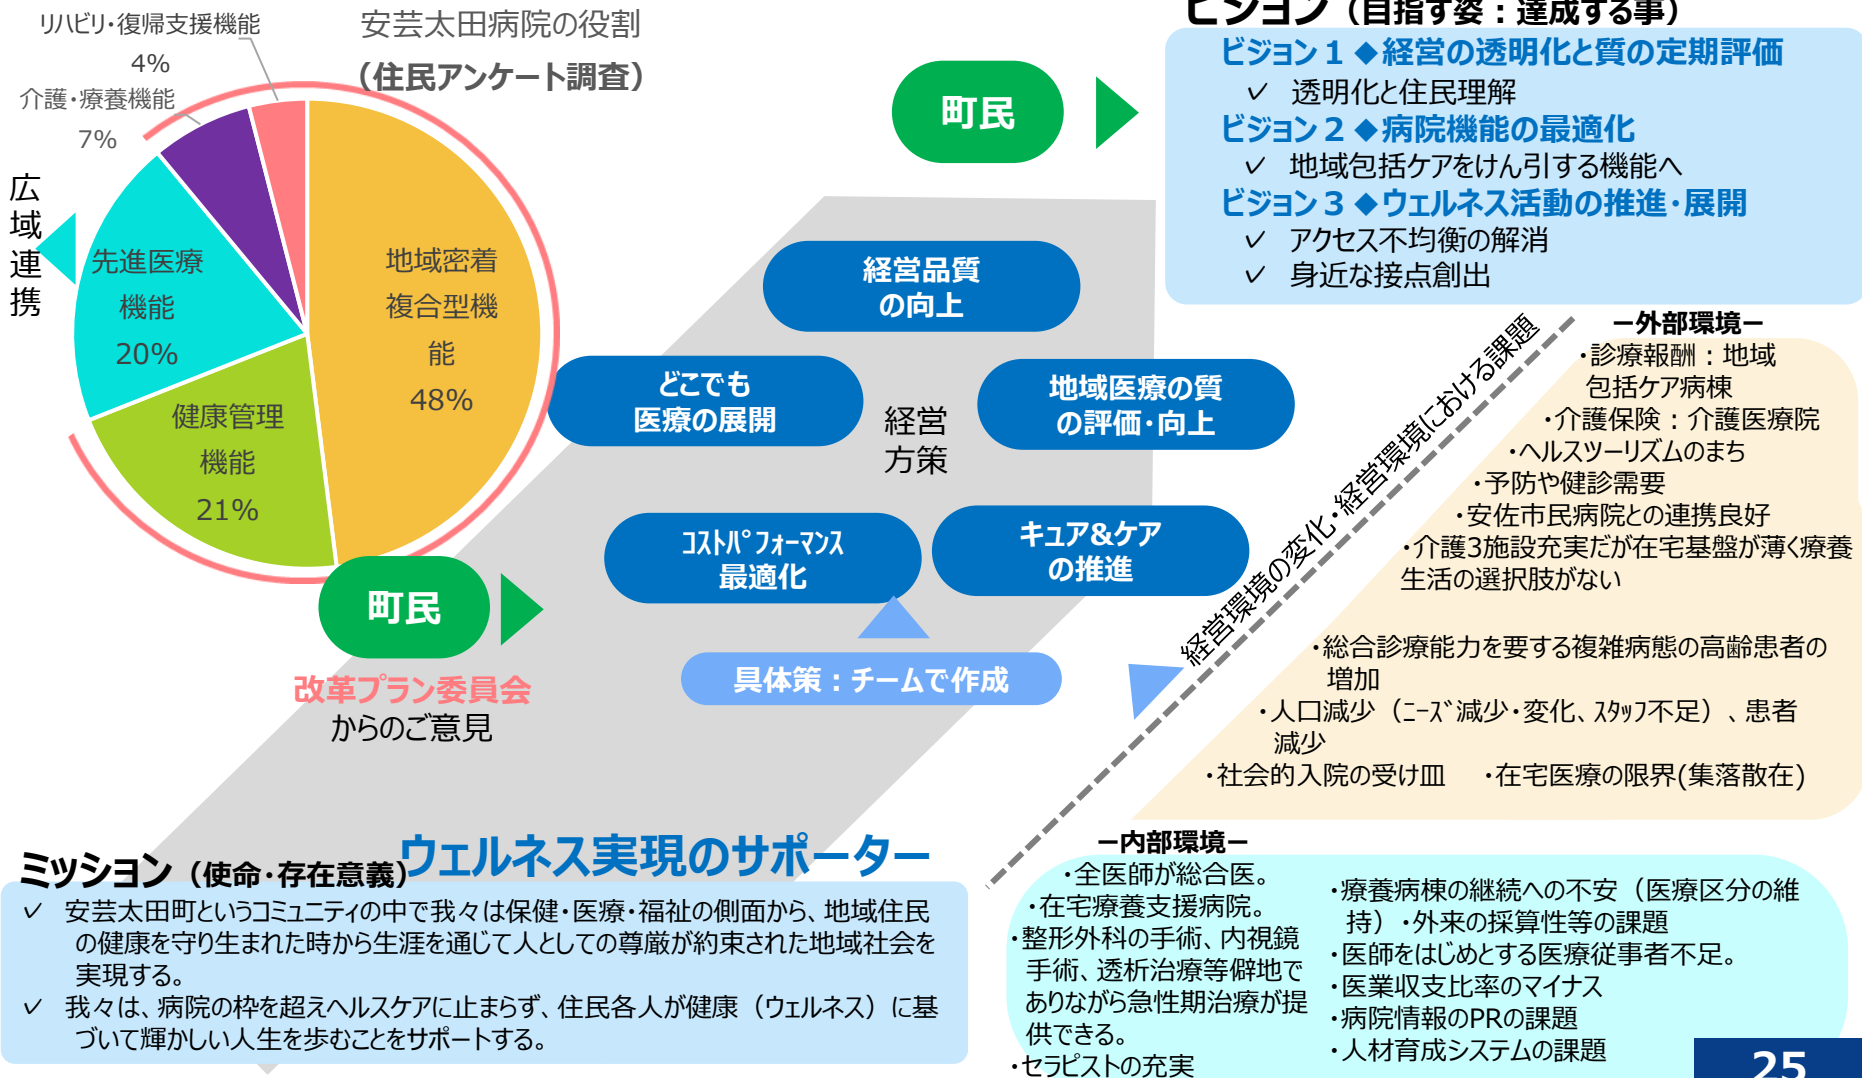 リハビリ・復帰支援機能
4%
介護・療養機能
7%
安芸太田病院の役割
（住民アンケート調査）
広域連携
先進医療
機能
20%
地域密着
複合型機
能
48%
健康管理
機能
21%
町民
改革プラン委員会
からのご意見
町民
ビジョン（目指す姿：達成する事）
ビジョン１◆経営の透明化と質の定期評価
✓ 透明化と住民理解
ビジョン２◆病院機能の最適化
✓ 地域包括ケアをけん引する機能へ
ビジョン３◆ウェルネス活動の推進・展開
✓ アクセス不均衡の解消
✓ 身近な接点創出
経営品質
の向上
どこでも
医療の展開
地域医療の質
の評価・向上
経営
方策
ｺｽﾄﾊﾟﾌｫｰﾏﾝｽ
最適化
キュア&ケア
の推進
具体策：チームで作成
経営環境の変化・経営環境における課題
－外部環境－
・診療報酬：地域
包括ケア病棟
・介護保険：介護医療院
・ヘルスツーリズムのまち
・予防や健診需要
・安佐市民病院との連携良好
・介護3施設充実だが在宅基盤が薄く療養
生活の選択肢がない
・総合診療能力を要する複雑病態の高齢患者の
増加
・人口減少（ﾆｰｽﾞ減少・変化、ｽﾀｯﾌ不足）、患者
減少
・社会的入院の受け皿　・在宅医療の限界(集落散在)
ミッション（使命・存在意義）
ウェルネス実現のサポーター
✓ 安芸太田町というｺﾐｭﾆﾃｨの中で我々は保健・医療・福祉の側面から、地域住民
の健康を守り生まれた時から生涯を通じて人としての尊厳が約束された地域社会を
実現する。
✓ 我々は、病院の枠を超えヘルスケアに止まらず、住民各人が健康（ウェルネス）に基
づいて輝かしい人生を歩むことをサポートする。
－内部環境－
・全医師が総合医。
・在宅療養支援病院。
・整形外科の手術、内視鏡
手術、透析治療等僻地で
ありながら急性期治療が提
供できる。
・セラピストの充実
・療養病棟の継続への不安（医療区分の維
持）・外来の採算性等の課題
・医師をはじめとする医療従事者不足。
・医業収支比率のマイナス
・病院情報のPRの課題
・人材育成システムの課題
25